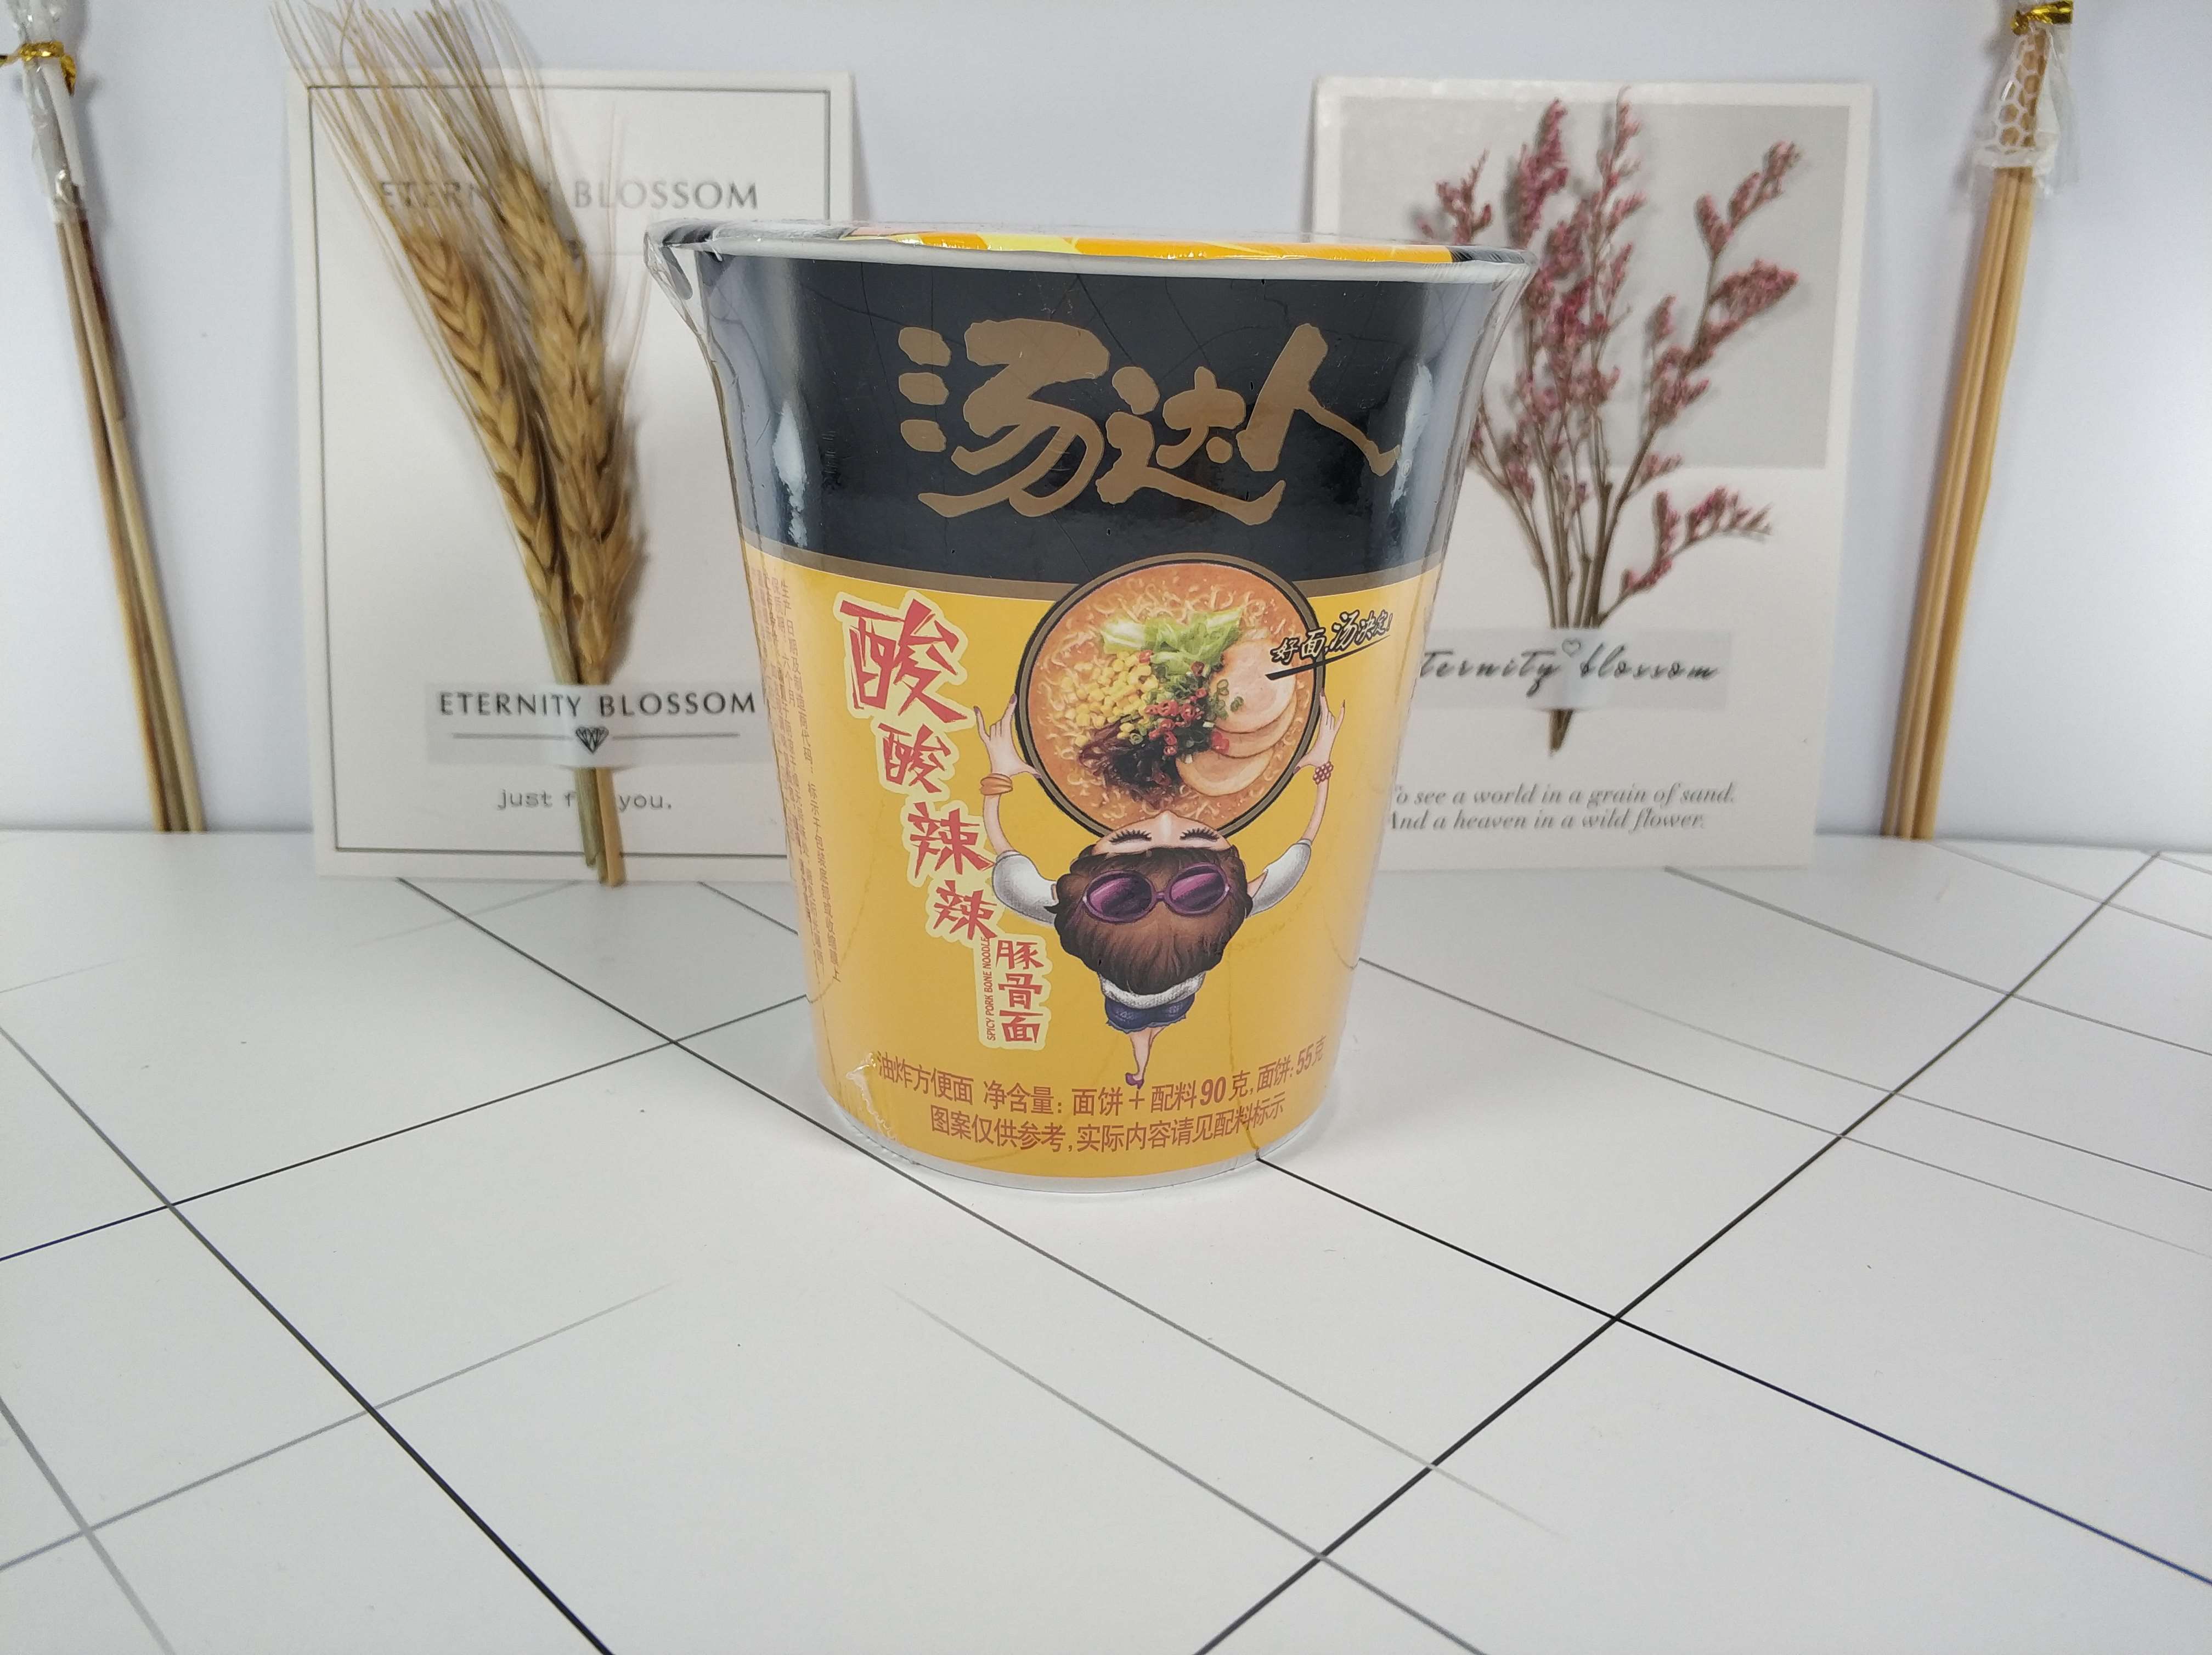 ETERNITY BLOSSOM
ETERNITY BLOSSOM
just for you.
汤达人
好面,汤决定!
酸酸辣辣
豚骨面
SPICY PORK BONE NOODLE
油炸方便面 净含量: 面饼+配料90克,面饼:55克
图案仅供参考,实际内容请见配料标示
eternity blossom
To see a world in a grain of sand.
And a heaven in a wild flower.